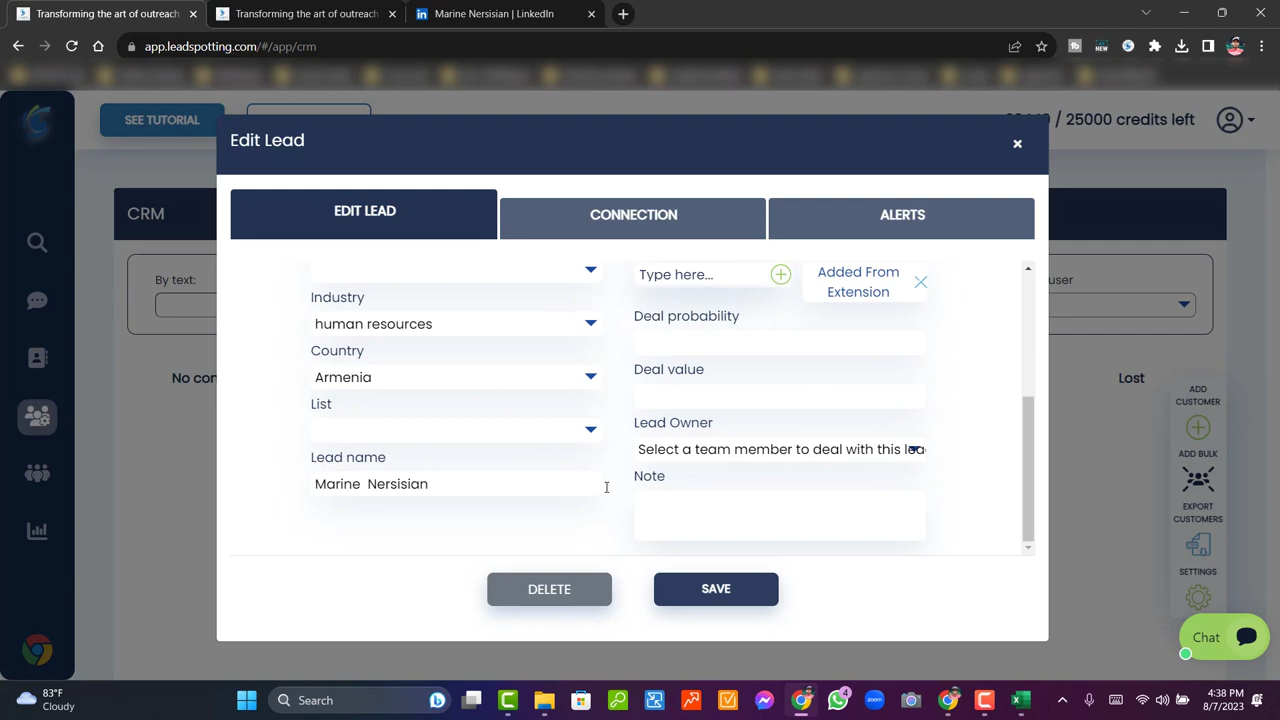 Transforming the art of outreach
Transforming the art of outreach
Marine Nersisian | LinkedIn
app.leadspotting.com/#/app/crm
NEW
SEE TUTORIAL
/ 25000 credits left
Edit Lead
×
CRM
EDIT LEAD
CONNECTION
ALERTS
By text:
user
Type here...
Added From
Extension
Industry
human resources
Deal probability
Country
Armenia
Deal value
List
Lead Owner
Select a team member to deal with this lea
Lead name
Marine  Nersisian
Note
No con
Lost
ADD
CUSTOMER
ADD BULK
EXPORT
CUSTOMERS
SETTINGS
DELETE
SAVE
Chat
83°F
Cloudy
Search
4
zoom
4:38 PM
8/7/2023